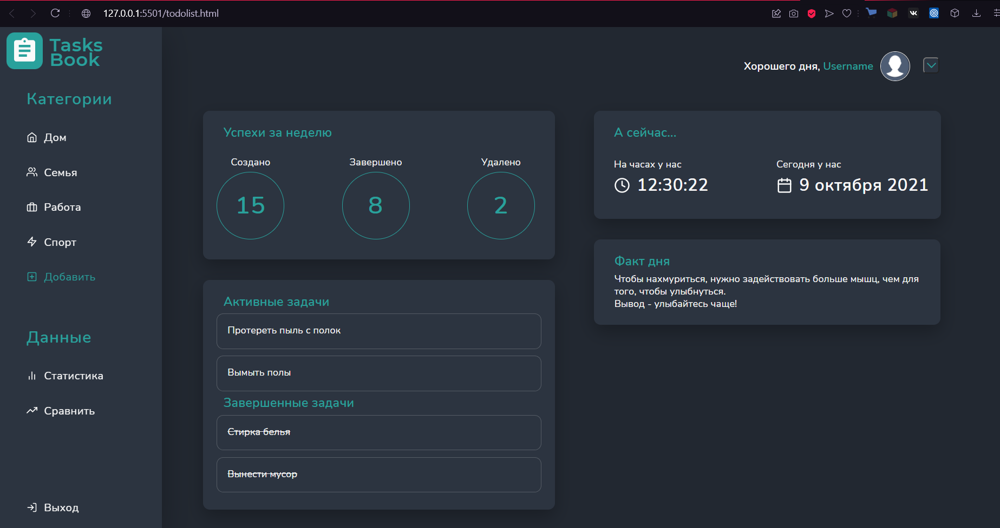 127.0.0.1:5501/todolist.html
Tasks
Book
Хорошего дня, Username
Категории
Дом
Семья
Работа
Спорт
Добавить
Данные
Статистика
Сравнить
Выход
Успехи за неделю
Создано
Завершено
Удалено
15
8
2
Активные задачи
Протереть пыль с полок
Вымыть полы
Завершенные задачи
Стирка белья
Вынести мусор
А сейчас...
На часах у нас
12:30:22
Сегодня у нас
9 октября 2021
Факт дня
Чтобы нахмуриться, нужно задействовать больше мышц, чем для
того, чтобы улыбнуться.
Вывод - улыбайтесь чаще!